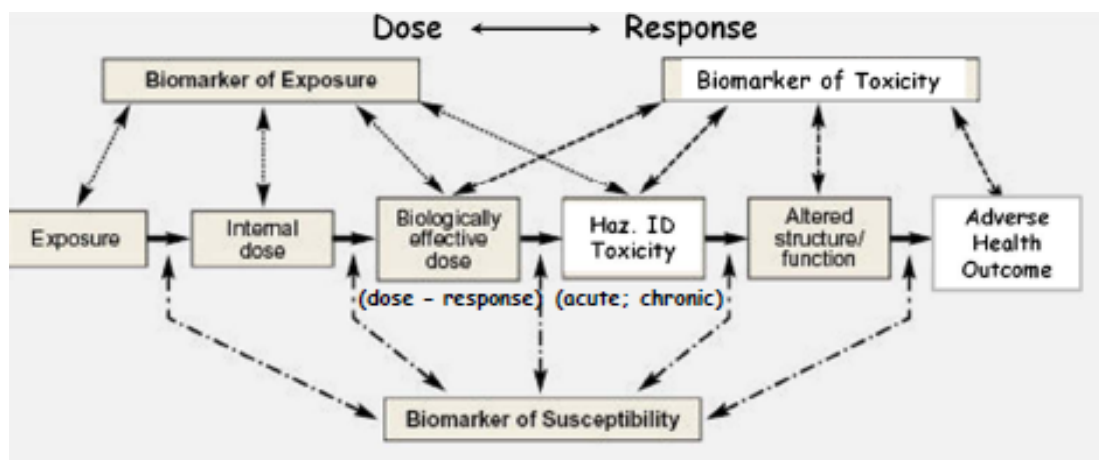 Dose Response
Biomarker of Exposure
Biomarker of Toxicity
Exposure
Internal
dose
Biologically
effective
dose
Haz. ID
Toxicity
Altered
structure/
function
Adverse
Health
Outcome
(dose - response) (acute; chronic)
Biomarker of Susceptibility